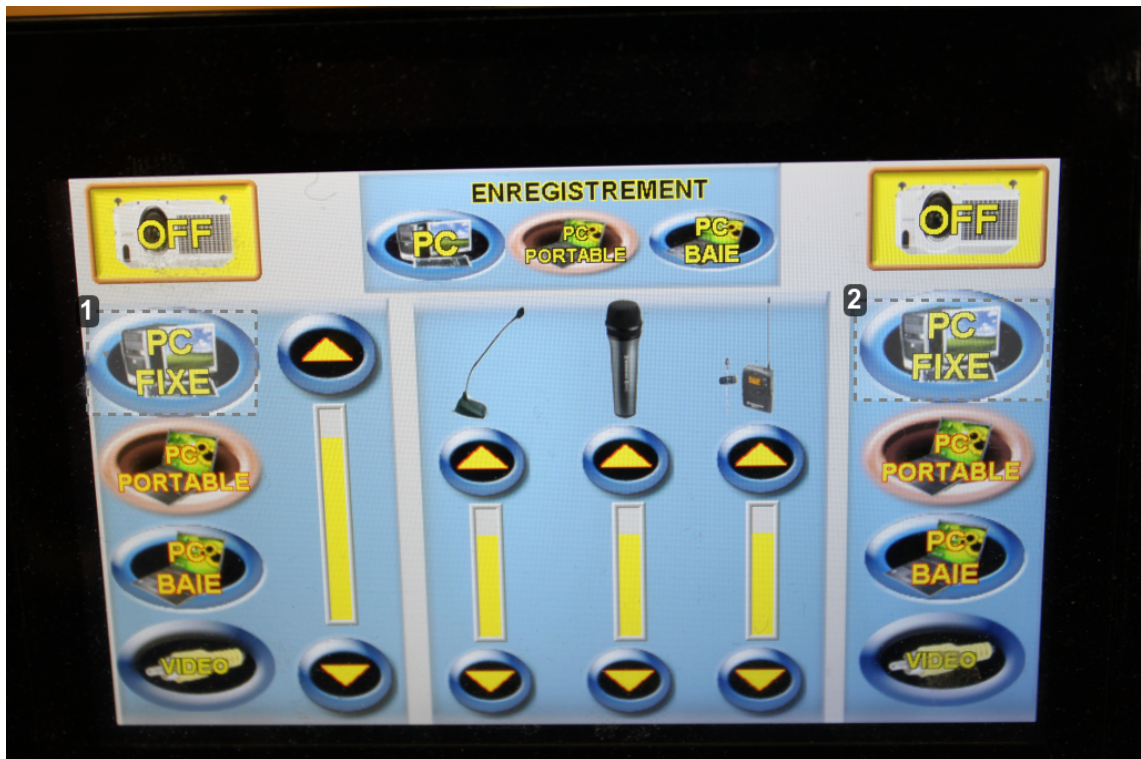 ENREGISTREMENT
OFF
PC
PC
PORTABLE
PC
BAIE
OFF
PC
FIXE
PC
PORTABLE
PC
BAIE
VIDEO
PC
FIXE
PC
PORTABLE
PC
BAIE
VIDEO
1
2